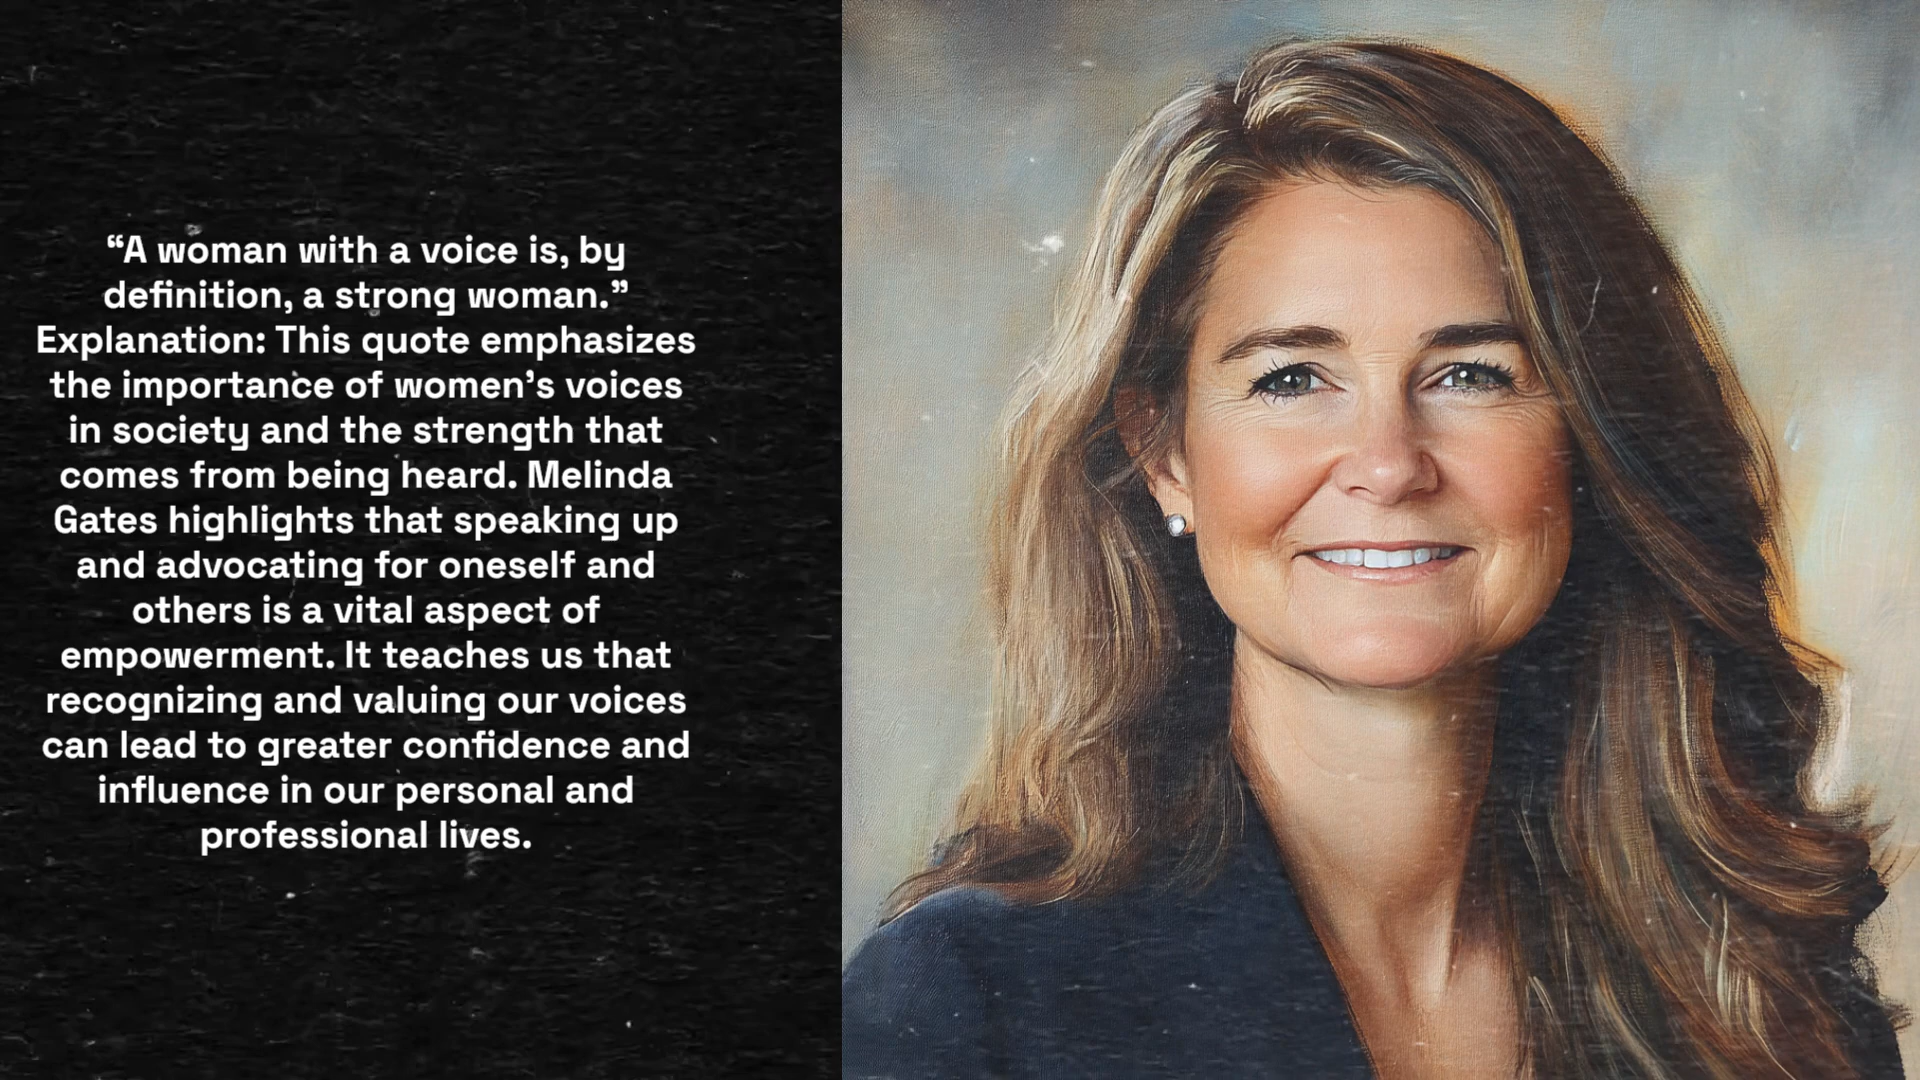 “A woman with a voice is, by
definition, a strong woman.”
Explanation: This quote emphasizes
the importance of women’s voices
in society and the strength that
comes from being heard. Melinda
Gates highlights that speaking up
and advocating for oneself and
others is a vital aspect of
empowerment. It teaches us that
recognizing and valuing our voices
can lead to greater confidence and
influence in our personal and
professional lives.